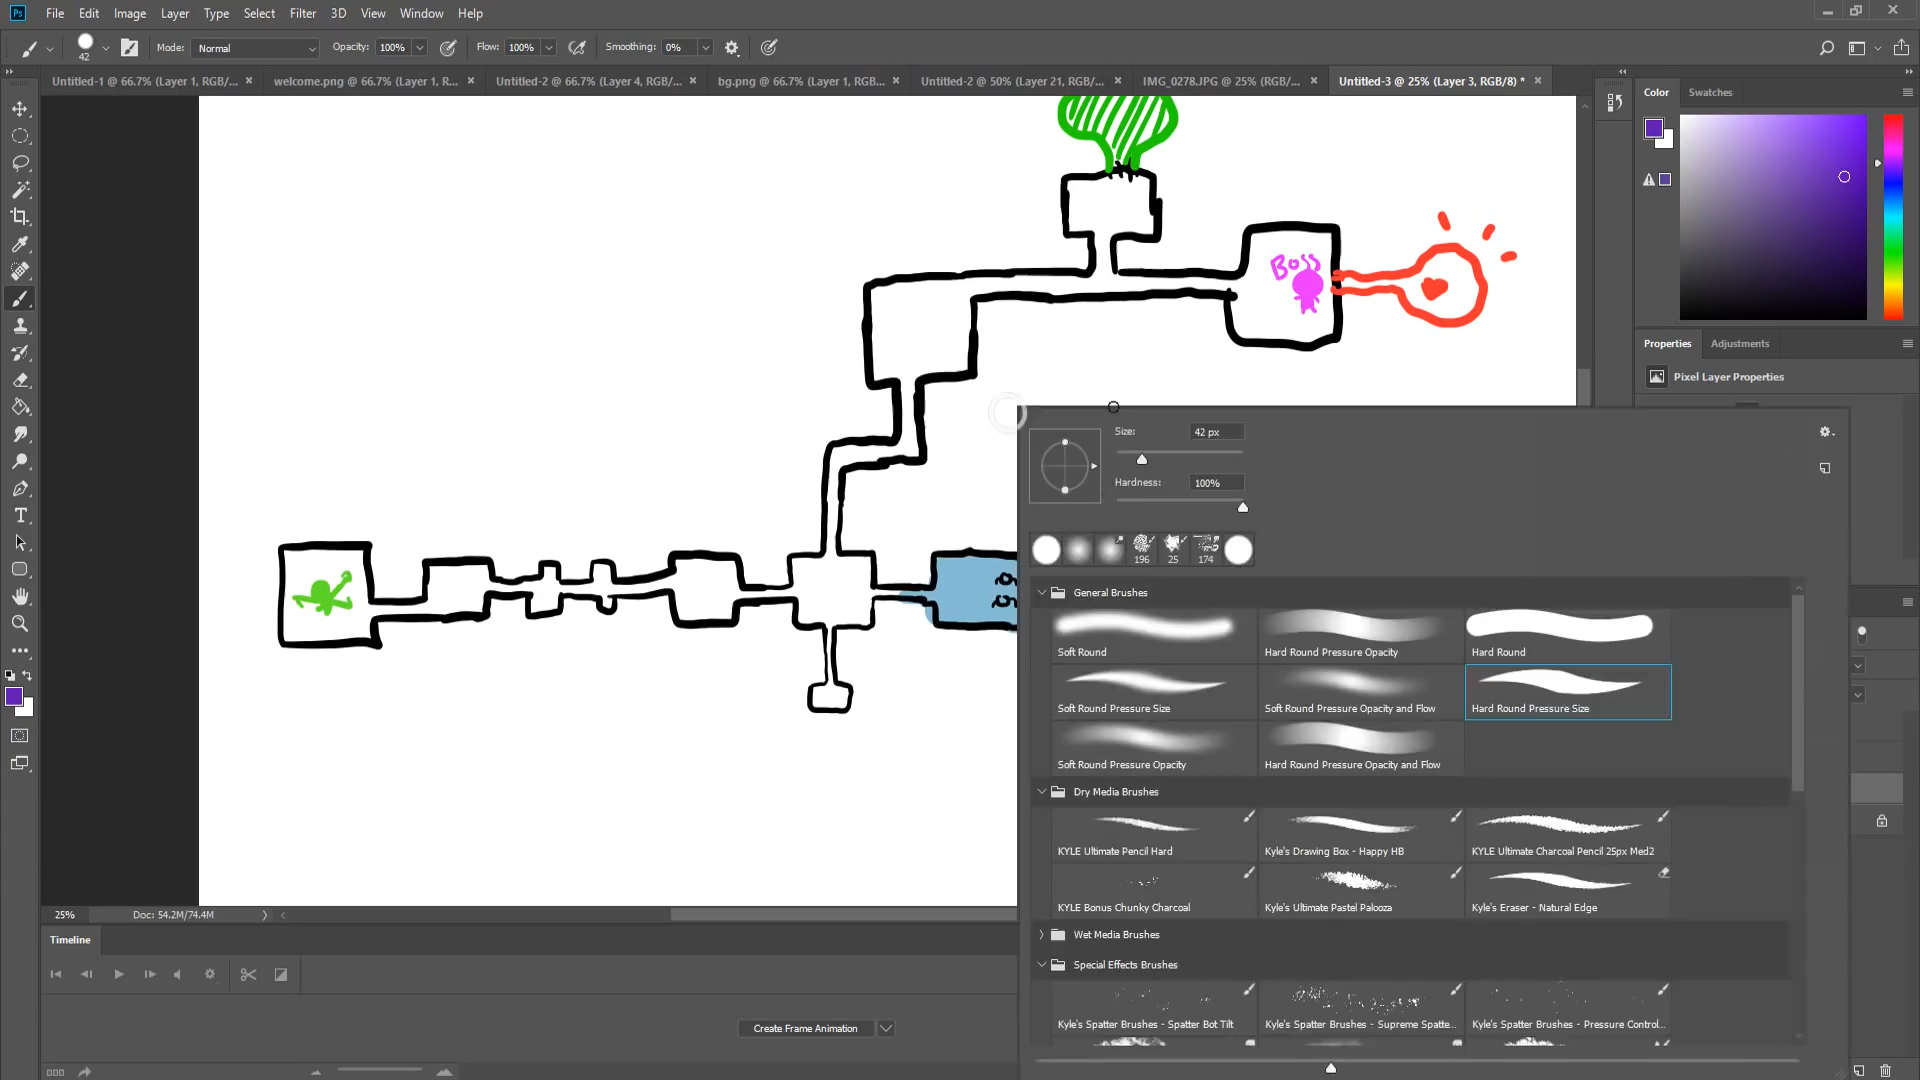 Ps File Edit Image Layer Type Select Filter 3D View Window Help
42 Mode: Normal Opacity: 100% Flow: 100% Smoothing: 0%
Untitled-1 @ 66.7% (Layer 1, RGB/... × welcome.png @ 66.7% (Layer 1, R... × Untitled-2 @ 66.7% (Layer 4, RGB/... × bg.png @ 66.7% (Layer 1, RGB... × Untitled-2 @ 50% (Layer 21, RGB/... × IMG_0278.JPG @ 25% (RGB/... × Untitled-3 @ 25% (Layer 3, RGB/8) * ×
Color Swatches
BOSS
Properties Adjustments
Pixel Layer Properties
Size: 42 px
Hardness: 100%
196 25 174
General Brushes
Soft Round Hard Round Pressure Opacity Hard Round
Soft Round Pressure Size Soft Round Pressure Opacity and Flow Hard Round Pressure Size
Soft Round Pressure Opacity Hard Round Pressure Opacity and Flow
Dry Media Brushes
KYLE Ultimate Pencil Hard Kyle's Drawing Box - Happy HB KYLE Ultimate Charcoal Pencil 25px Med2
KYLE Bonus Chunky Charcoal Kyle's Ultimate Pastel Palooza Kyle's Eraser - Natural Edge
Wet Media Brushes
Special Effects Brushes
Kyle's Spatter Brushes - Spatter Bot Tilt Kyle's Spatter Brushes - Supreme Spatte... Kyle's Spatter Brushes - Pressure Control...
25% Doc: 54.2M/74.4M
Timeline
Create Frame Animation